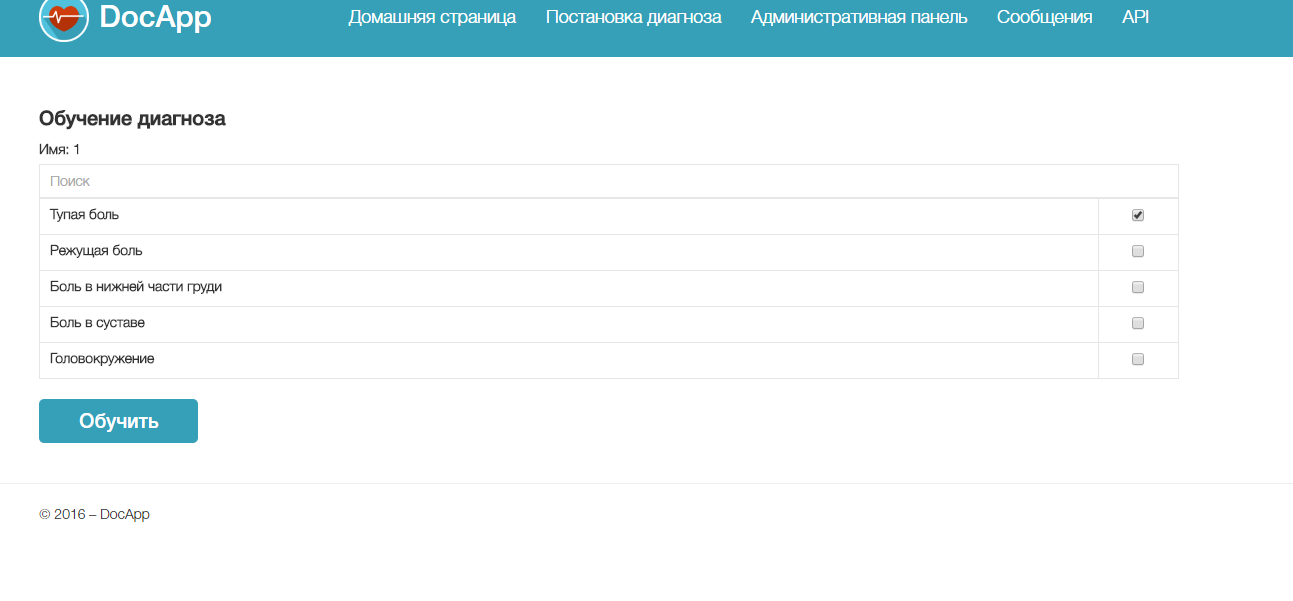 DocApp
Домашняя страница Постановка диагноза Административная панель Сообщения API
Обучение диагноза
Имя: 1
Поиск
Тупая боль
Режущая боль
Боль в нижней части груди
Боль в суставе
Головокружение
Обучить
© 2016 – DocApp